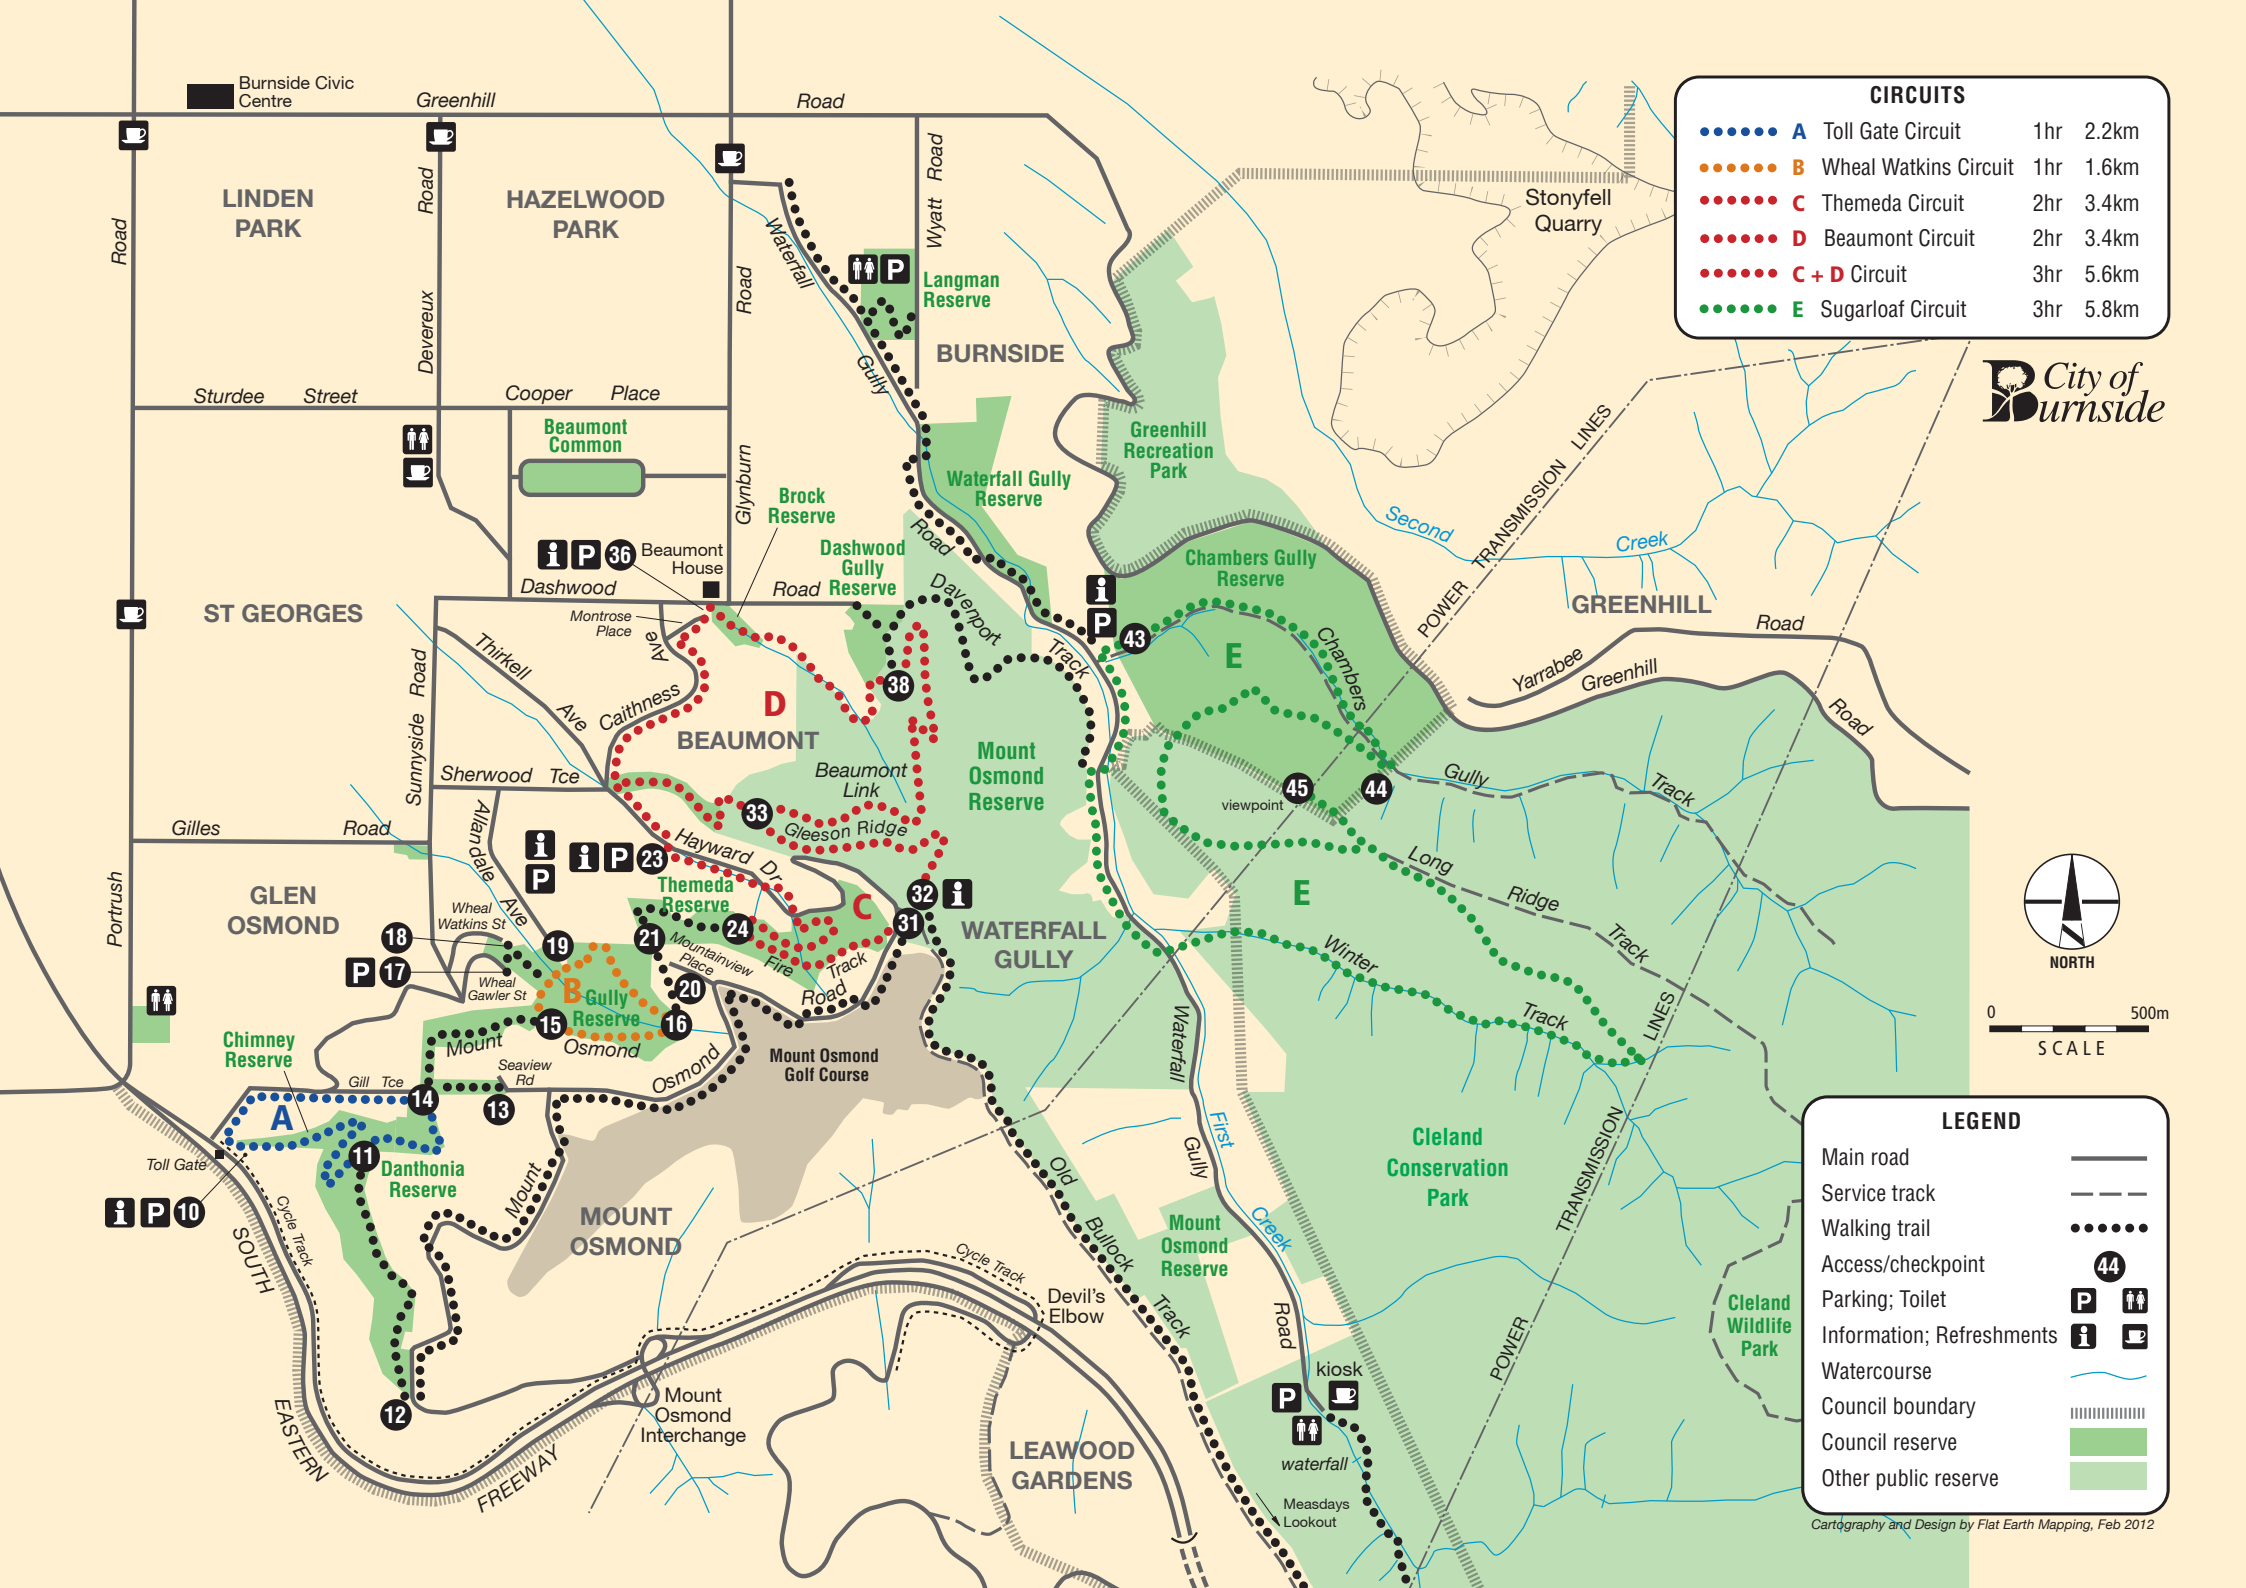 Burnside Civic
Centre
Greenhill
Road
CIRCUITS
A Toll Gate Circuit 1hr 2.2km
B Wheal Watkins Circuit 1hr 1.6km
C Themeda Circuit 2hr 3.4km
D Beaumont Circuit 2hr 3.4km
C + D Circuit 3hr 5.6km
E Sugarloaf Circuit 3hr 5.8km
City of
Burnside
LINDEN
PARK
HAZELWOOD
PARK
Road
Road
Road
Wyatt Road
Waterfall
Gully
Road
Stonyfell
Quarry
P
Langman
Reserve
BURNSIDE
Devereux
Sturdee Street
Cooper Place
Beaumont
Common
Glynburn
Greenhill
Recreation
Park
Waterfall Gully
Reserve
Brock
Reserve
Dashwood
Gully
Reserve
POWER TRANSMISSION LINES
Second
Creek
Chambers Gully
Reserve
GREENHILL
i P 36
Beaumont
House
Dashwood Road
Montrose
Place
Ave
Caithness
ST GEORGES
Thirkell
Ave
Sunnyside Road
Davenport
Track
i
P
43
E
Chambers
Yarrabee
Road
Greenhill
Road
38
D
BEAUMONT
Mount
Osmond
Reserve
Sherwood Tce
Beaumont
Link
33
Gleeson Ridge
45
44
viewpoint
Gully
Track
Gilles Road
Allandale
Ave
i
P
i P 23
Hayward
Dr
Themeda
Reserve
C
32 i
31
24
21
Long
Ridge
Track
E
GLEN
OSMOND
Portrush
Wheal
Watkins St
18
19
P 17
Wheal
Gawler St
Mountainview
Place
Fire
Track
Road
WATERFALL
GULLY
Winter
Track
LINES
NORTH
0 500m
SCALE
B Gully
Reserve
20
15
16
Chimney
Reserve
Mount
Osmond
Seaview
Rd
Osmond
Mount Osmond
Golf Course
Gill Tce
14
13
A
Waterfall
Gully
Road
First
Creek
Toll Gate
11
Danthonia
Reserve
i P 10
Cycle Track
Mount
MOUNT
OSMOND
SOUTH
EASTERN
FREEWAY
12
Cycle Track
Devil's
Elbow
Mount
Osmond
Interchange
Old
Bullock
Track
Mount
Osmond
Reserve
Cleland
Conservation
Park
TRANSMISSION
POWER
Cleland
Wildlife
Park
kiosk
P
waterfall
Measdays
Lookout
LEAWOOD
GARDENS
LEGEND
Main road
Service track
Walking trail
Access/checkpoint 44
Parking; Toilet P
Information; Refreshments i
Watercourse
Council boundary
Council reserve
Other public reserve
Cartography and Design by Flat Earth Mapping, Feb 2012